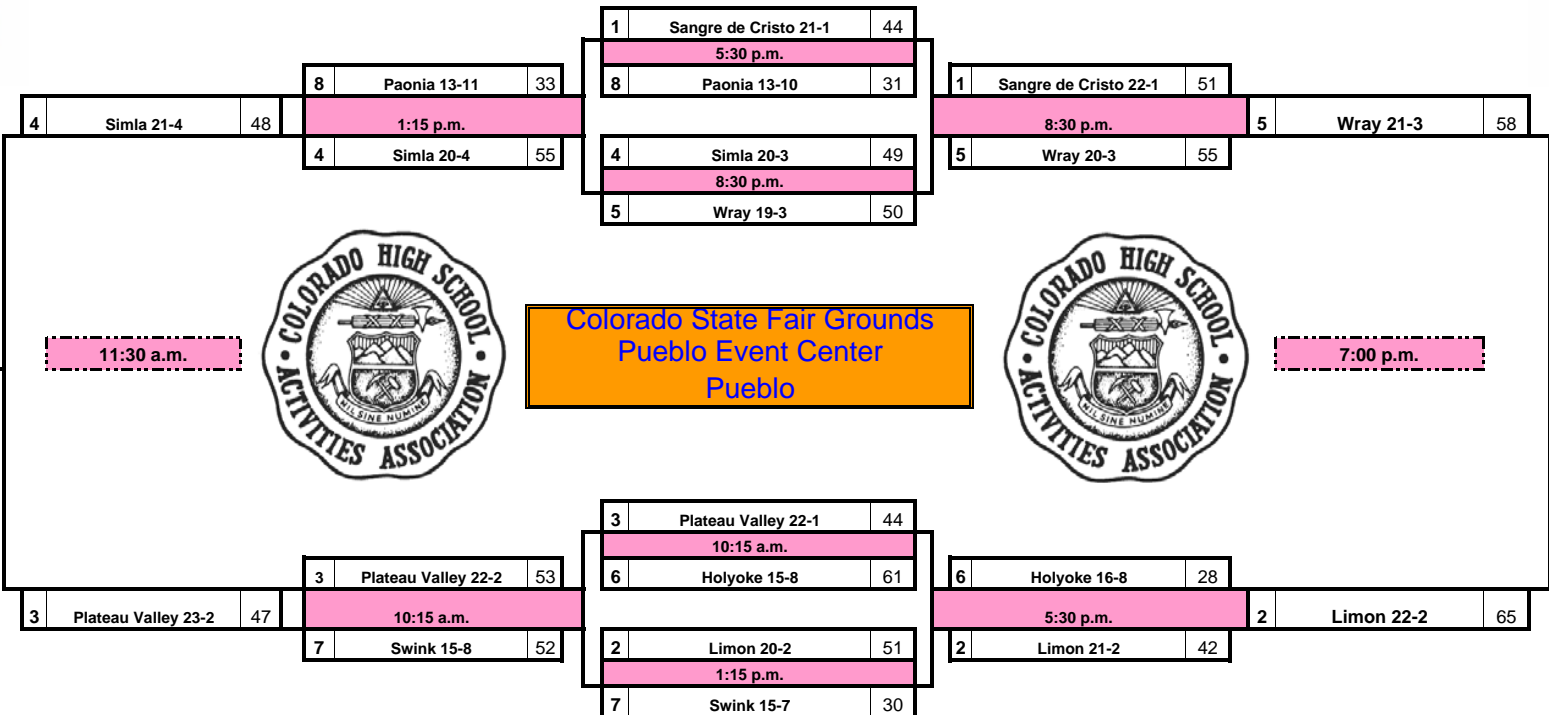 1 Sangre de Cristo 21-1 44
5:30 p.m.
8 Paonia 13-11 33 8 Paonia 13-10 31 1 Sangre de Cristo 22-1 51
4 Simla 21-4 48 1:15 p.m. 8:30 p.m. 5 Wray 21-3 58
4 Simla 20-4 55 4 Simla 20-3 49 5 Wray 20-3 55
8:30 p.m.
5 Wray 19-3 50
COLORADO HIGH SCHOOL ACTIVITIES ASSOCIATION
NIL SINE NUMINE
COLORADO HIGH SCHOOL ACTIVITIES ASSOCIATION
NIL SINE NUMINE
Colorado State Fair Grounds
Pueblo Event Center
Pueblo
11:30 a.m. 7:00 p.m.
3 Plateau Valley 22-1 44
10:15 a.m.
3 Plateau Valley 22-2 53 6 Holyoke 15-8 61 6 Holyoke 16-8 28
3 Plateau Valley 23-2 47 10:15 a.m. 5:30 p.m. 2 Limon 22-2 65
7 Swink 15-8 52 2 Limon 20-2 51 2 Limon 21-2 42
1:15 p.m.
7 Swink 15-7 30